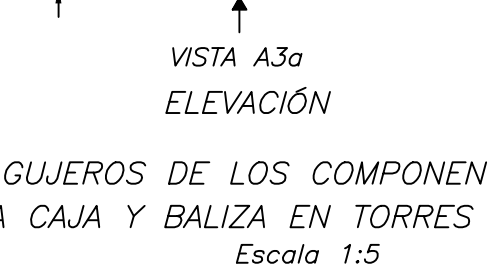 VISTA A3a
ELEVACIÓN
GUJEROS DE LOS COMPONEN
A CAJA Y BALIZA EN TORRES
Escala 1:5